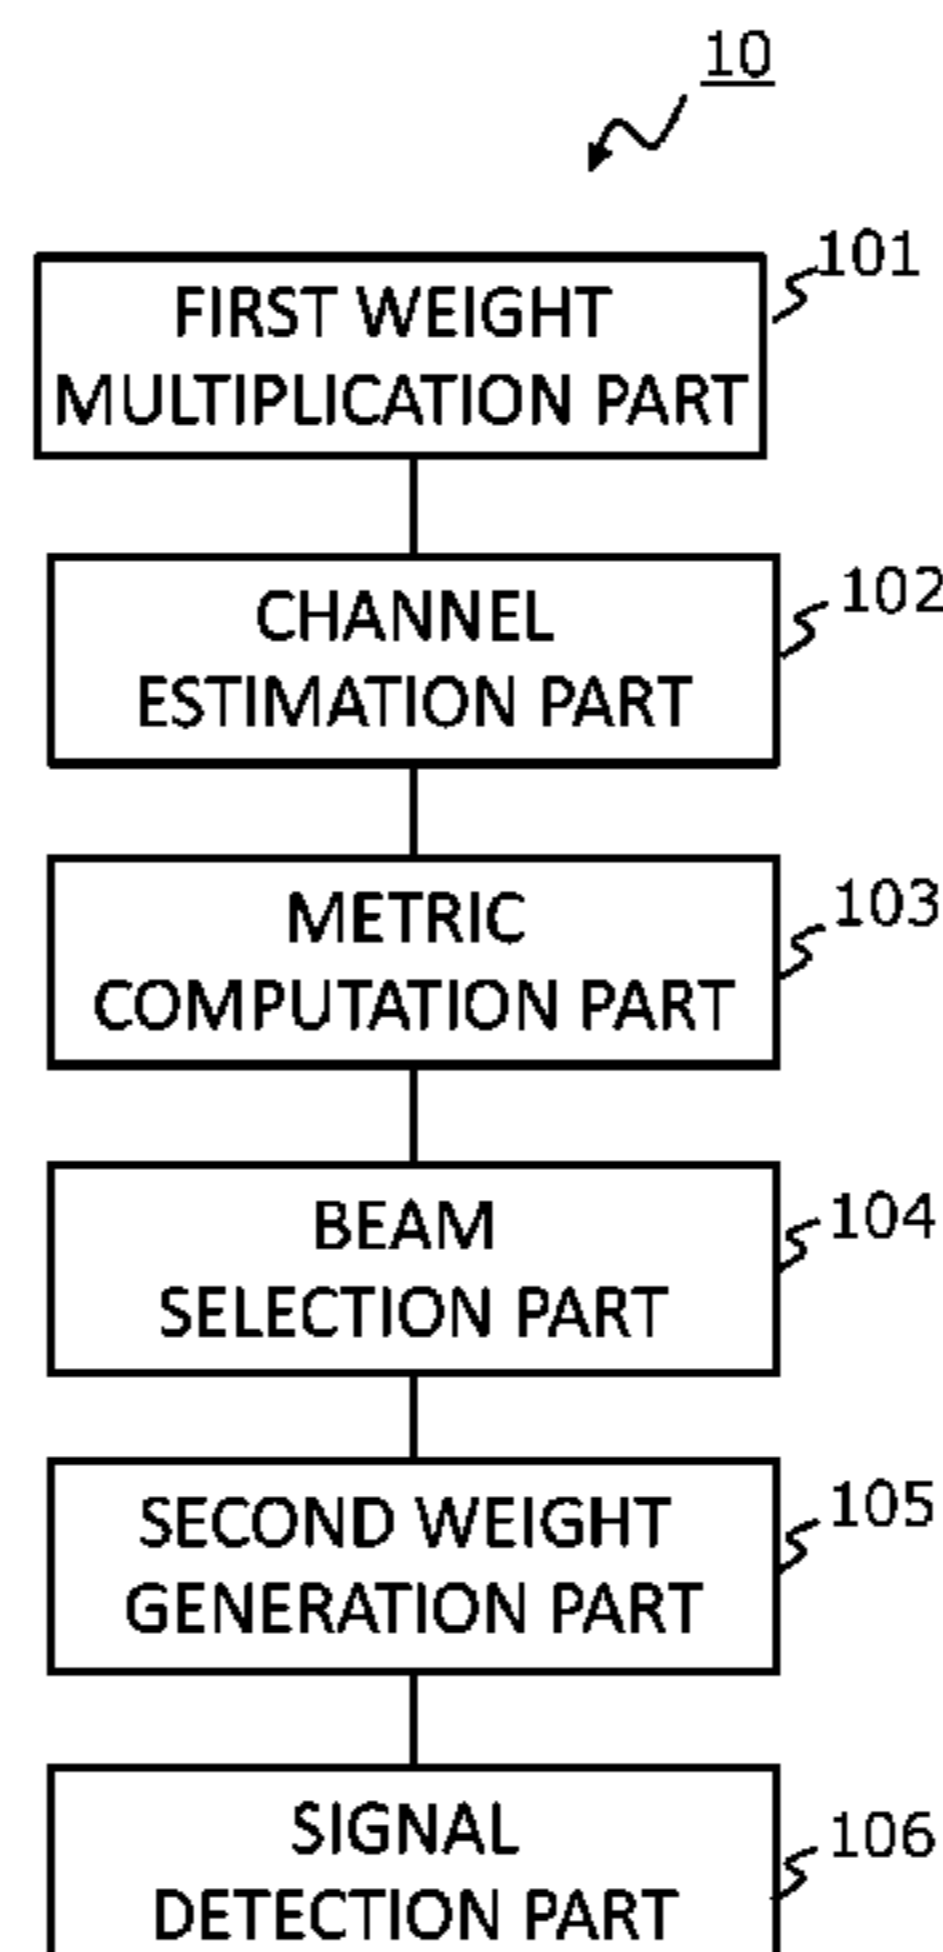 10
101
FIRST WEIGHT
MULTIPLICATION PART
102
CHANNEL
ESTIMATION PART
103
METRIC
COMPUTATION PART
104
BEAM
SELECTION PART
105
SECOND WEIGHT
GENERATION PART
106
SIGNAL
DETECTION PART